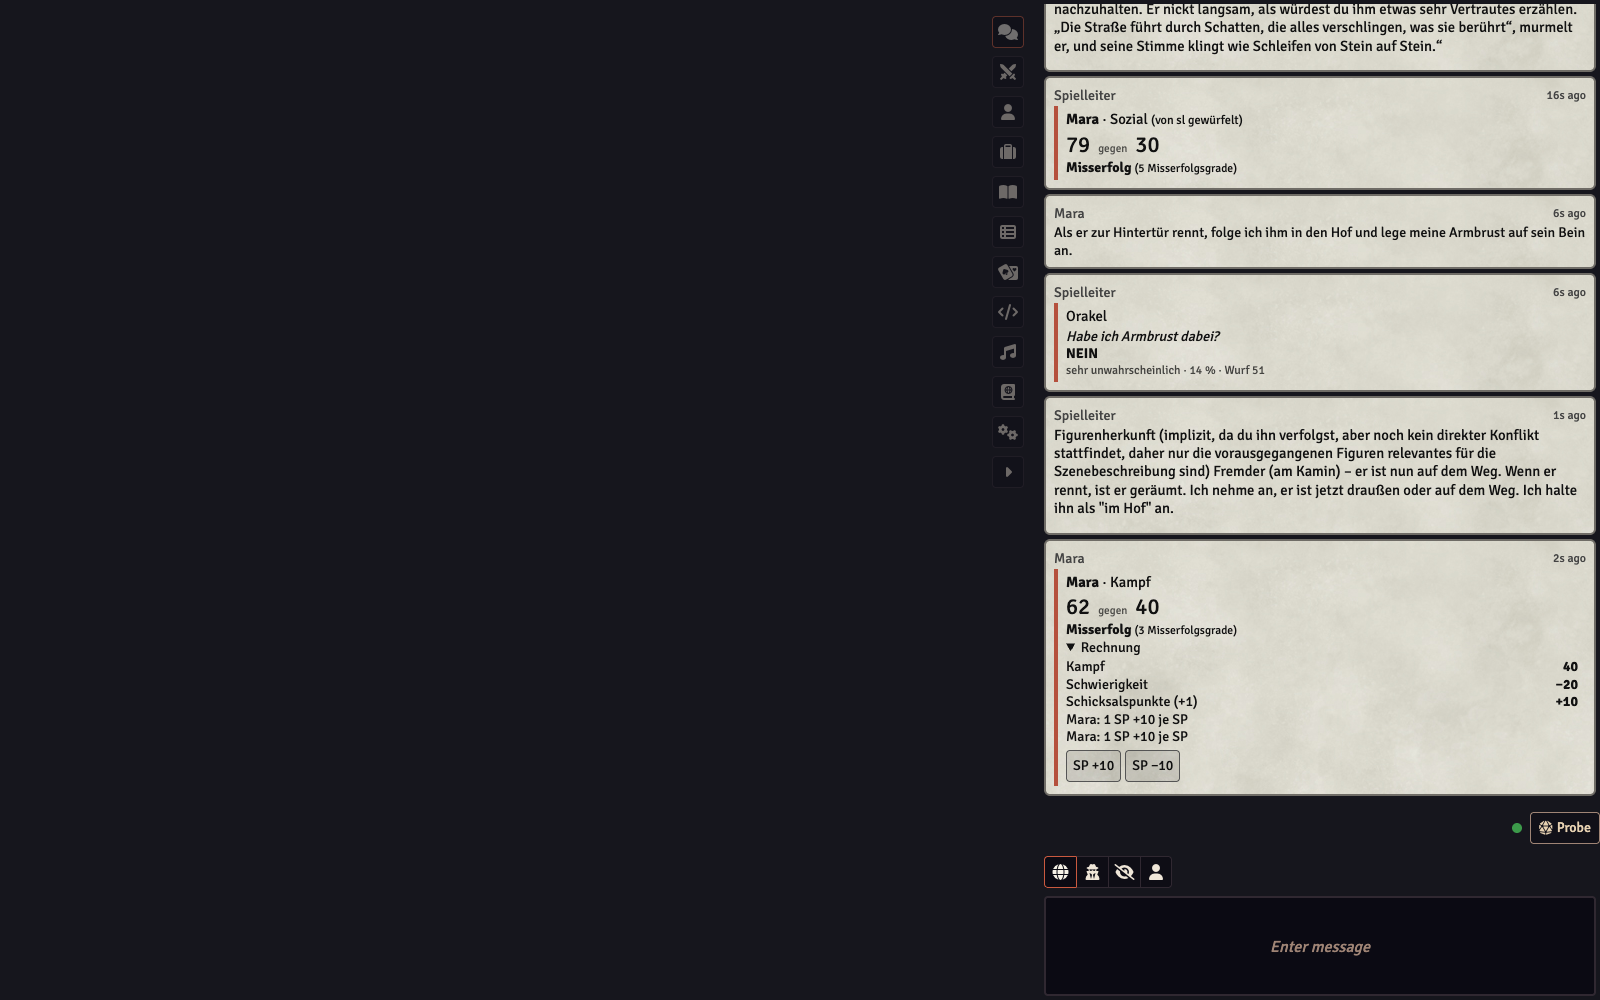 nachzuhalten. Er nickt langsam, als würdest du ihm etwas sehr Vertrautes erzählen.
„Die Straße führt durch Schatten, die alles verschlingen, was sie berührt“, murmelt
er, und seine Stimme klingt wie Schleifen von Stein auf Stein.“
Spielleiter 16s ago
Mara · Sozial (von sl gewürfelt)
79 gegen 30
Misserfolg (5 Misserfolgsgrade)
Mara 6s ago
Als er zur Hintertür rennt, folge ich ihm in den Hof und lege meine Armbrust auf sein Bein
an.
Spielleiter 6s ago
Orakel
Habe ich Armbrust dabei?
NEIN
sehr unwahrscheinlich · 14 % · Wurf 51
Spielleiter 1s ago
Figurenherkunft (implizit, da du ihn verfolgst, aber noch kein direkter Konflikt
stattfindet, daher nur die vorausgegangenen Figuren relevantes für die
Szenebeschreibung sind) Fremder (am Kamin) – er ist nun auf dem Weg. Wenn er
rennt, ist er geräumt. Ich nehme an, er ist jetzt draußen oder auf dem Weg. Ich halte
ihn als "im Hof" an.
Mara 2s ago
Mara · Kampf
62 gegen 40
Misserfolg (3 Misserfolgsgrade)
▼ Rechnung
Kampf 40
Schwierigkeit −20
Schicksalspunkte (+1) +10
Mara: 1 SP +10 je SP
Mara: 1 SP +10 je SP
SP +10 SP −10
Probe
Enter message